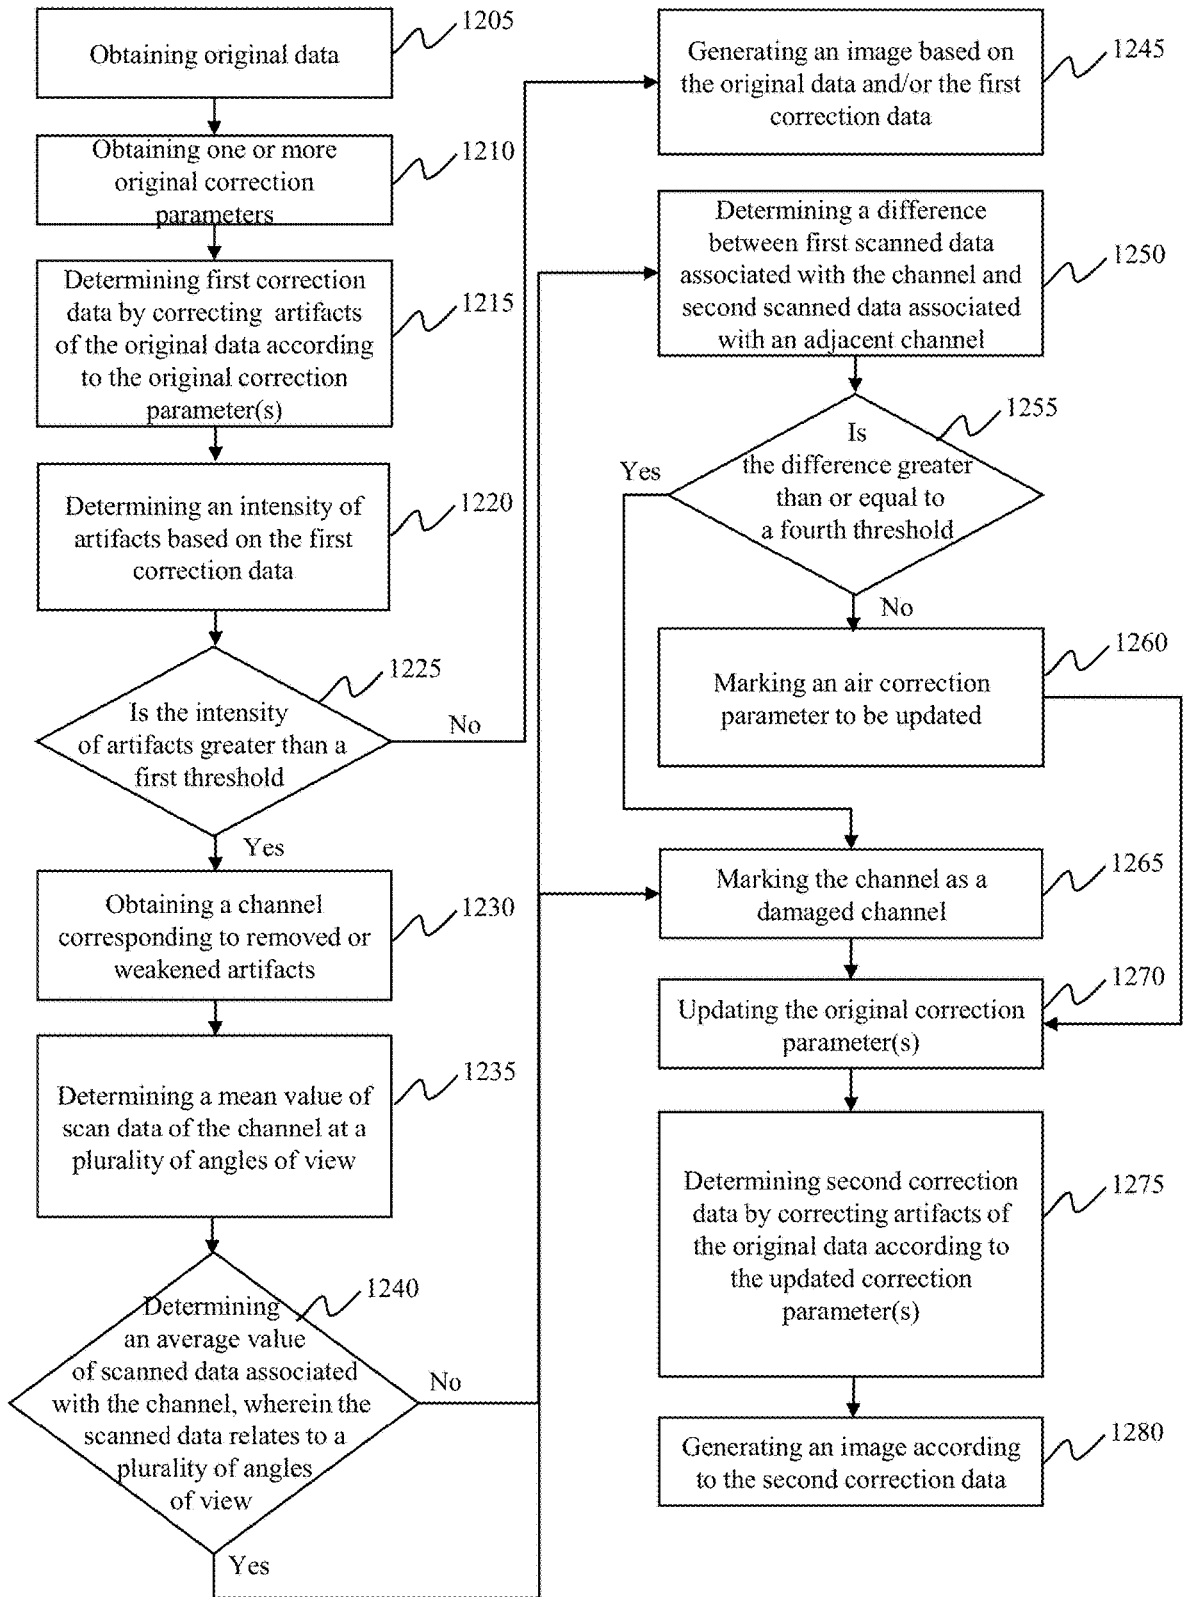 Obtaining original data
1205
Obtaining one or more
original correction
parameters
1210
Determining first correction
data by correcting artifacts
of the original data according
to the original correction
parameter(s)
1215
Determining an intensity of
artifacts based on the first
correction data
1220
Is the intensity
of artifacts greater than a
first threshold
1225
No
Yes
Obtaining a channel
corresponding to removed or
weakened artifacts
1230
Determining a mean value of
scan data of the channel at a
plurality of angles of view
1235
Determining
an average value
of scanned data associated
with the channel, wherein the
scanned data relates to a
plurality of angles
of view
1240
No
Yes
Generating an image based on
the original data and/or the first
correction data
1245
Determining a difference
between first scanned data
associated with the channel and
second scanned data associated
with an adjacent channel
1250
Is
the difference greater
than or equal to
a fourth threshold
1255
Yes
No
Marking an air correction
parameter to be updated
1260
Marking the channel as a
damaged channel
1265
Updating the original correction
parameter(s)
1270
Determining second correction
data by correcting artifacts of
the original data according to
the updated correction
parameter(s)
1275
Generating an image according
to the second correction data
1280